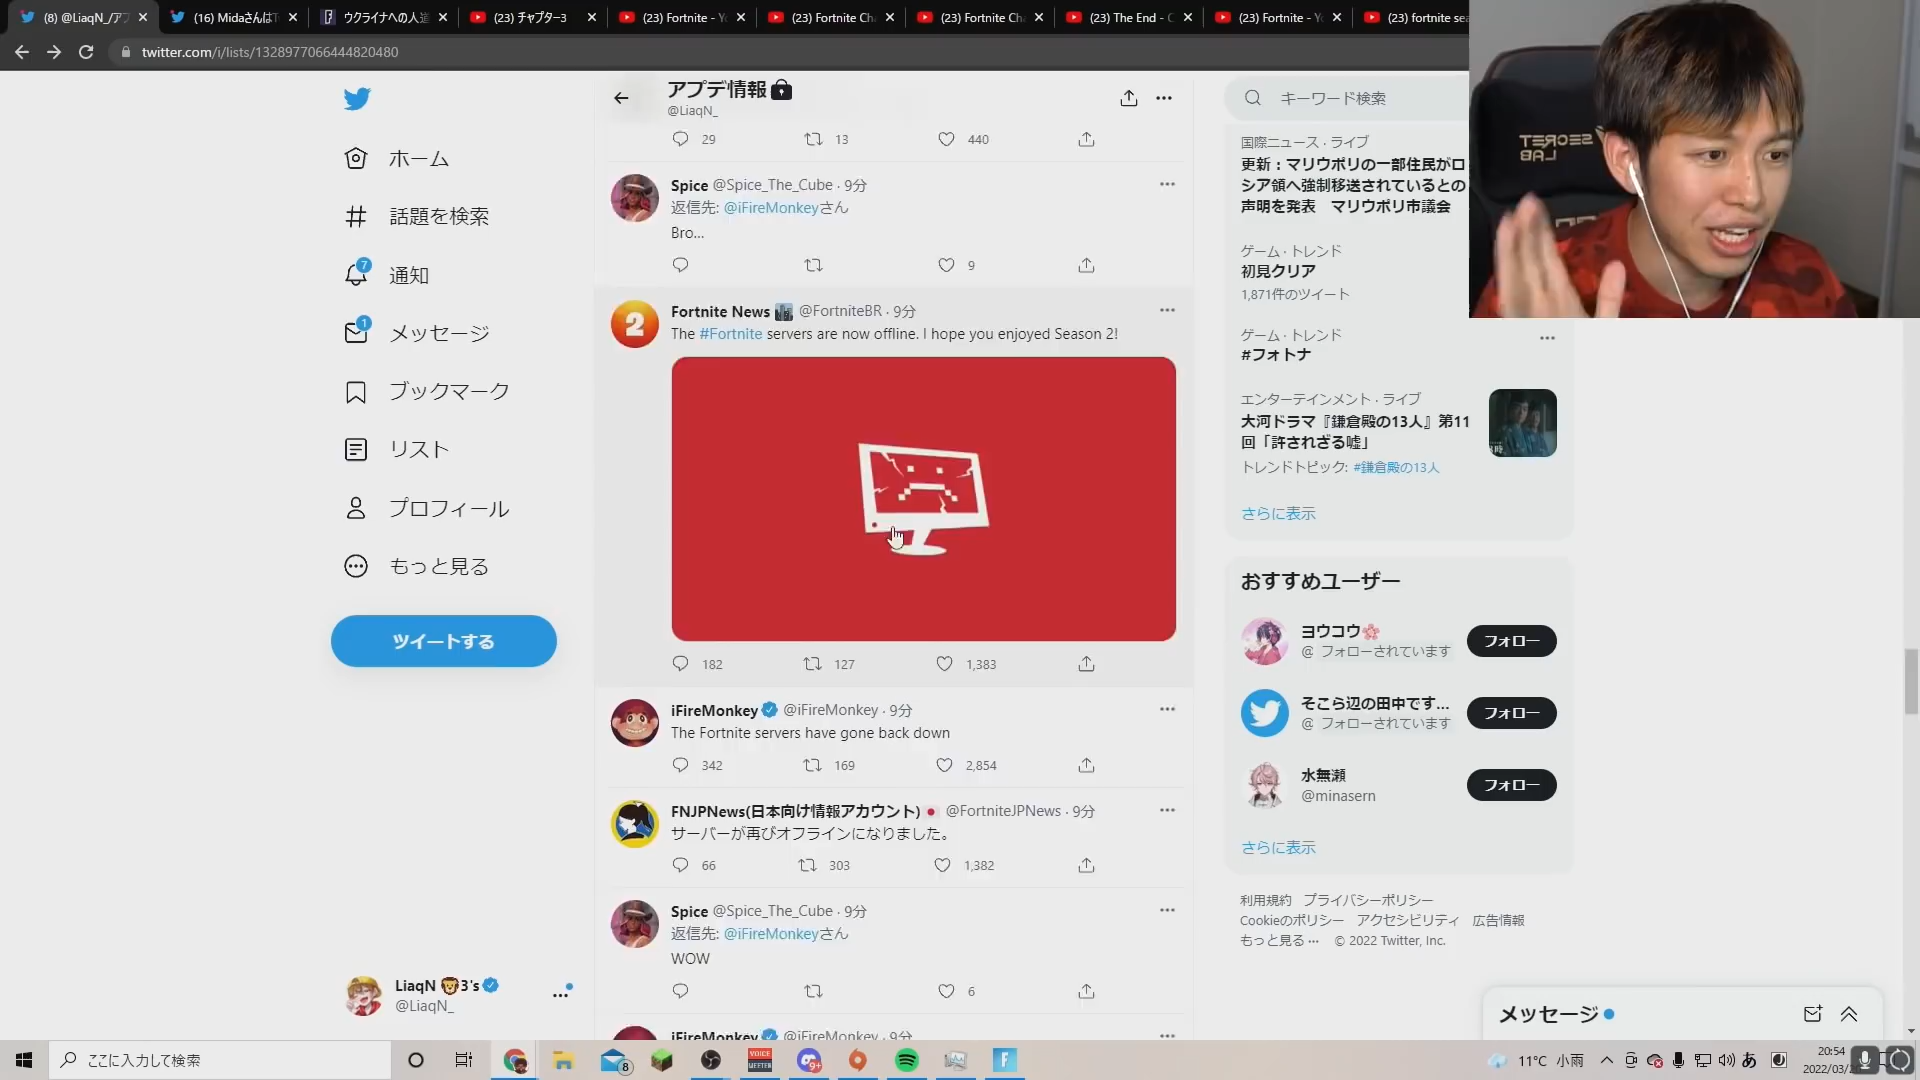 (8) @LiaqN_/ア
(16) Midaさんは
ウクライナへの人道
(23) チャプター3
(23) Fortnite - Y
(23) Fortnite Ch
(23) Fortnite Ch
(23) The End - C
(23) Fortnite - Y
(23) fortnite sea
twitter.com/i/lists/1328977066444820480
ホーム
話題を検索
7
通知
1
メッセージ
ブックマーク
リスト
プロフィール
もっと見る
ツイートする
LiaqN 3's
@LiaqN_
アプデ情報
@LiaqN_
29 13 440
Spice @Spice_The_Cube · 9分
返信先: @iFireMonkeyさん
Bro...
9
2
Fortnite News @FortniteBR · 9分
The #Fortnite servers are now offline. I hope you enjoyed Season 2!
182 127 1,383
iFireMonkey @iFireMonkey · 9分
The Fortnite servers have gone back down
342 169 2,854
FNJPNews(日本向け情報アカウント) @FortniteJPNews · 9分
サーバーが再びオフラインになりました。
66 303 1,382
Spice @Spice_The_Cube · 9分
返信先: @iFireMonkeyさん
WOW
6
iFireMonkey @iFireMonkey · 9分
キーワード検索
国際ニュース · ライブ
更新：マリウポリの一部住民がロ
シア領へ強制移送されているとの
声明を発表 マリウポリ市議会
ゲーム · トレンド
初見クリア
1,871件のツイート
ゲーム · トレンド
#フォトナ
エンターテインメント · ライブ
大河ドラマ『鎌倉殿の13人』第11
回「許されざる嘘」
トレンドトピック: #鎌倉殿の13人
さらに表示
おすすめユーザー
ヨウコウ
@ フォローされています
フォロー
そこら辺の田中です...
@ フォローされています
フォロー
水無瀬
@minasern
フォロー
さらに表示
利用規約 プライバシーポリシー
Cookieのポリシー アクセシビリティ 広告情報
もっと見る ... © 2022 Twitter, Inc.
メッセージ
SECRET
LAB
ここに入力して検索
8
VOICE
MEETER
9+
11°C 小雨
あ
20:54